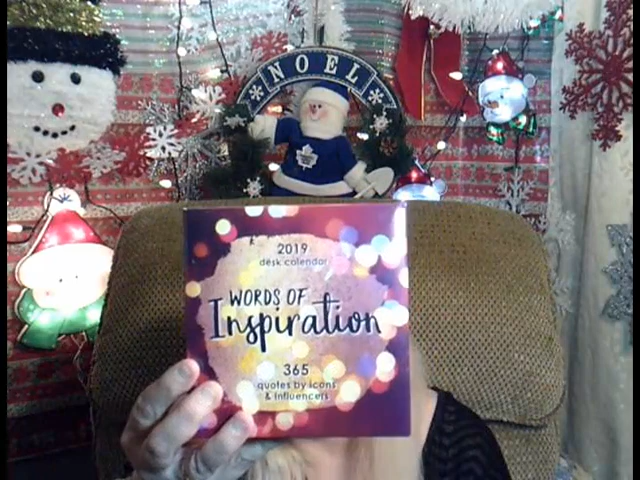 NOEL
2019
desk calendar
WORDS OF
Inspiration
365
quotes by icons
& influencers